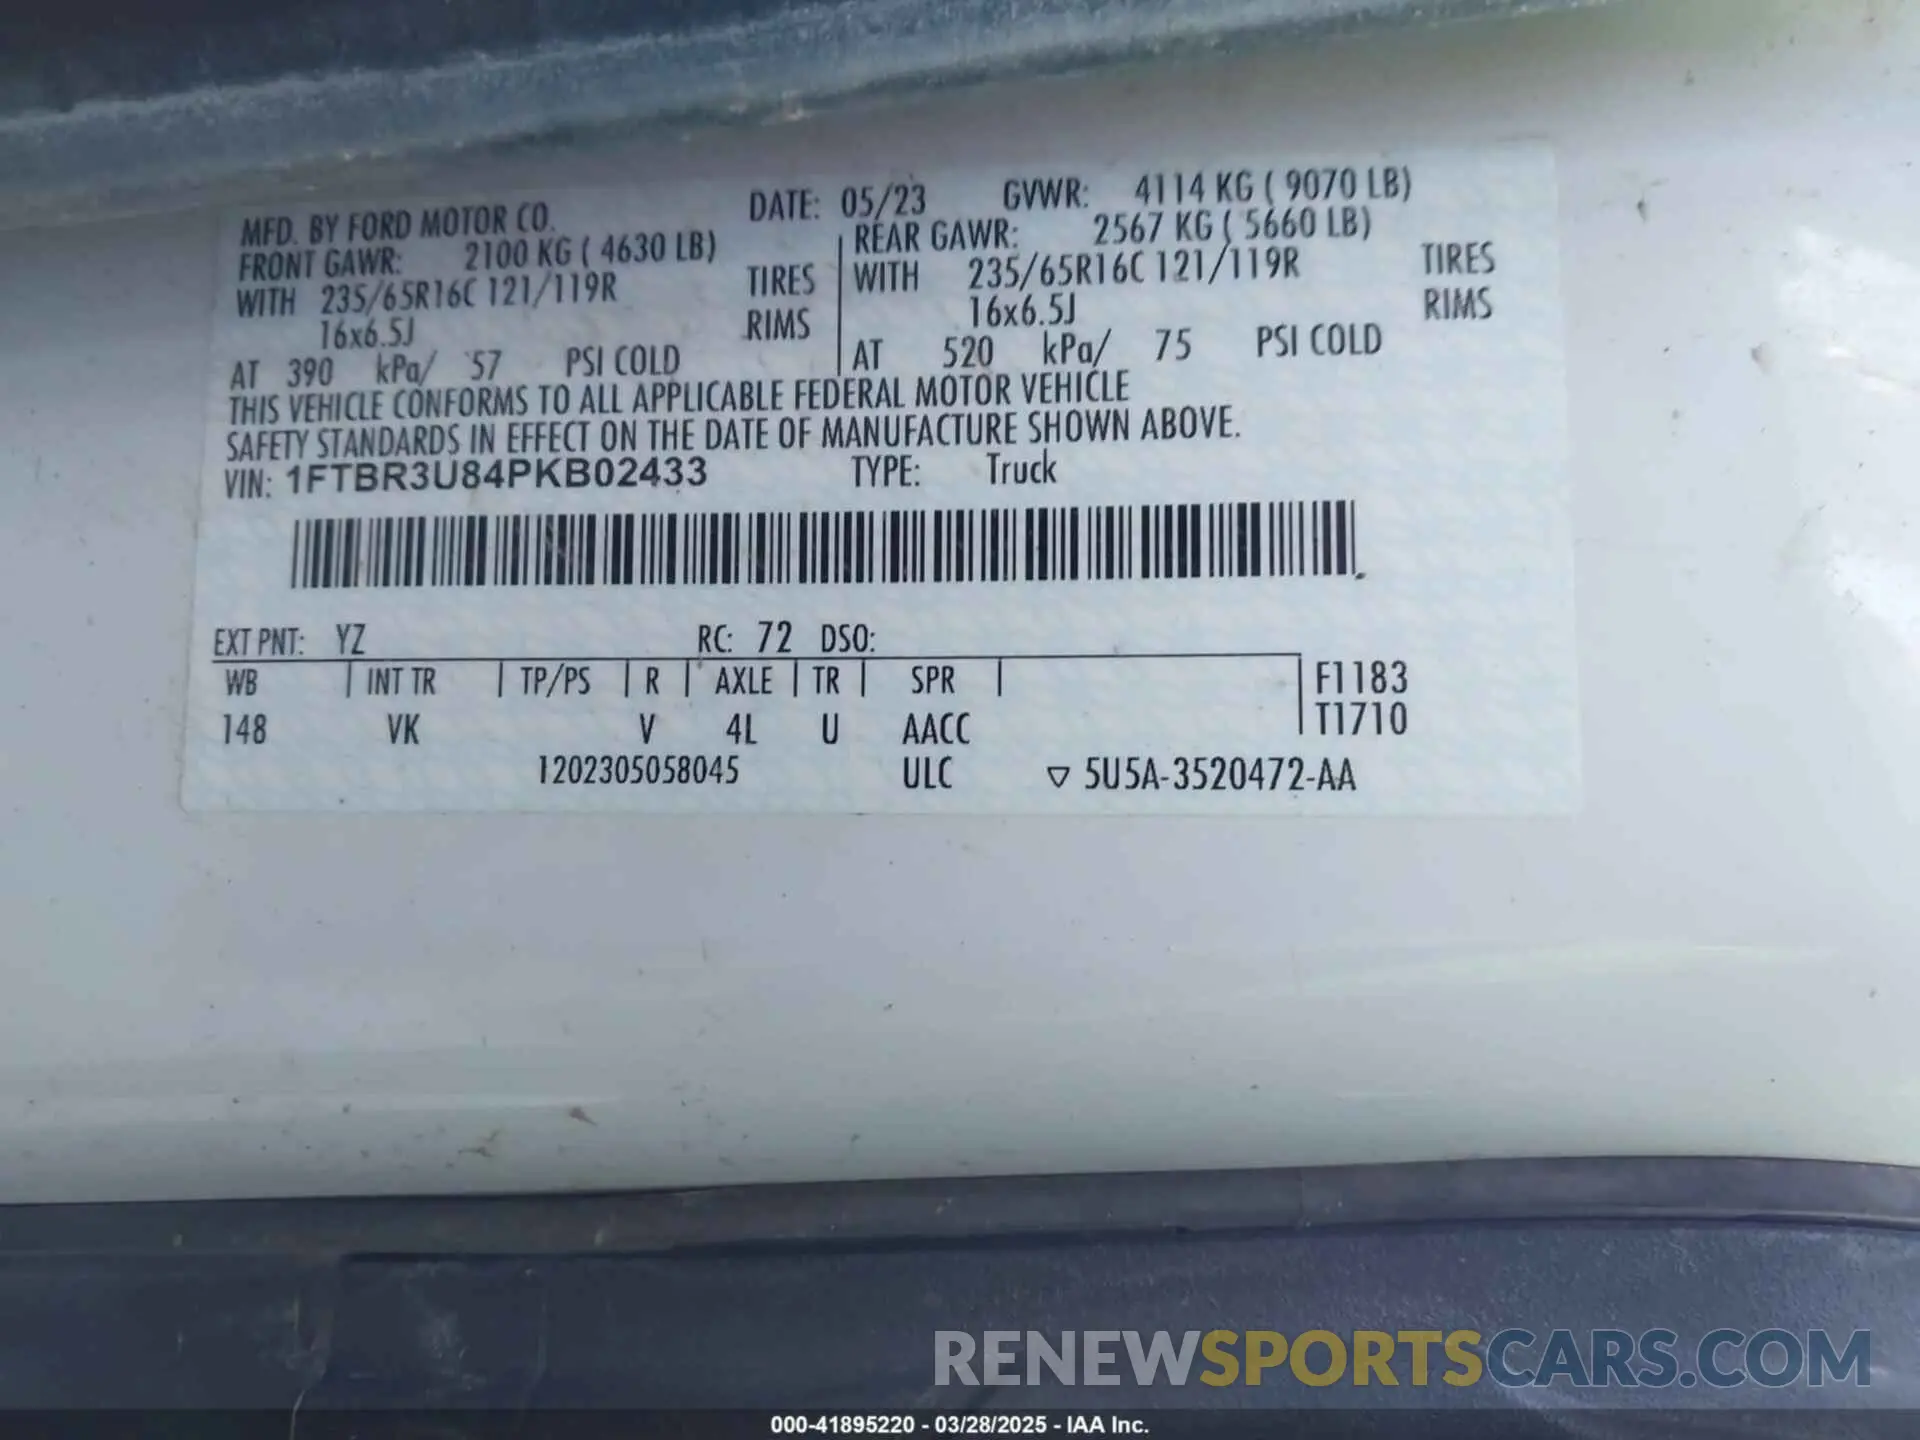 MFD. BY FORD MOTOR CO. DATE: 05/23 GVWR: 4114 KG ( 9070 LB)
FRONT GAWR: 2100 KG ( 4630 LB) REAR GAWR: 2567 KG ( 5660 LB)
WITH 235/65R16C 121/119R TIRES WITH 235/65R16C 121/119R TIRES
16x6.5J RIMS 16x6.5J RIMS
AT 390 kPa/ 57 PSI COLD AT 520 kPa/ 75 PSI COLD
THIS VEHICLE CONFORMS TO ALL APPLICABLE FEDERAL MOTOR VEHICLE
SAFETY STANDARDS IN EFFECT ON THE DATE OF MANUFACTURE SHOWN ABOVE.
VIN: 1FTBR3U84PKB02433 TYPE: Truck
EXT PNT: YZ RC: 72 DSO:
WB INT TR TP/PS R AXLE TR SPR F1183
148 VK V 4L U AACC T1710
1202305058045 ULC ▽ 5U5A-3520472-AA
RENEWSPORTSCARS.COM
000-41895220 - 03/28/2025 - IAA Inc.